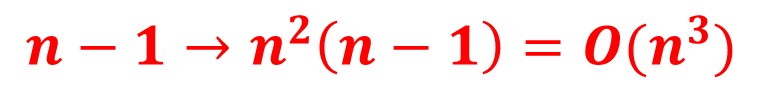 n − 1 → n²(n − 1) = O(n³)